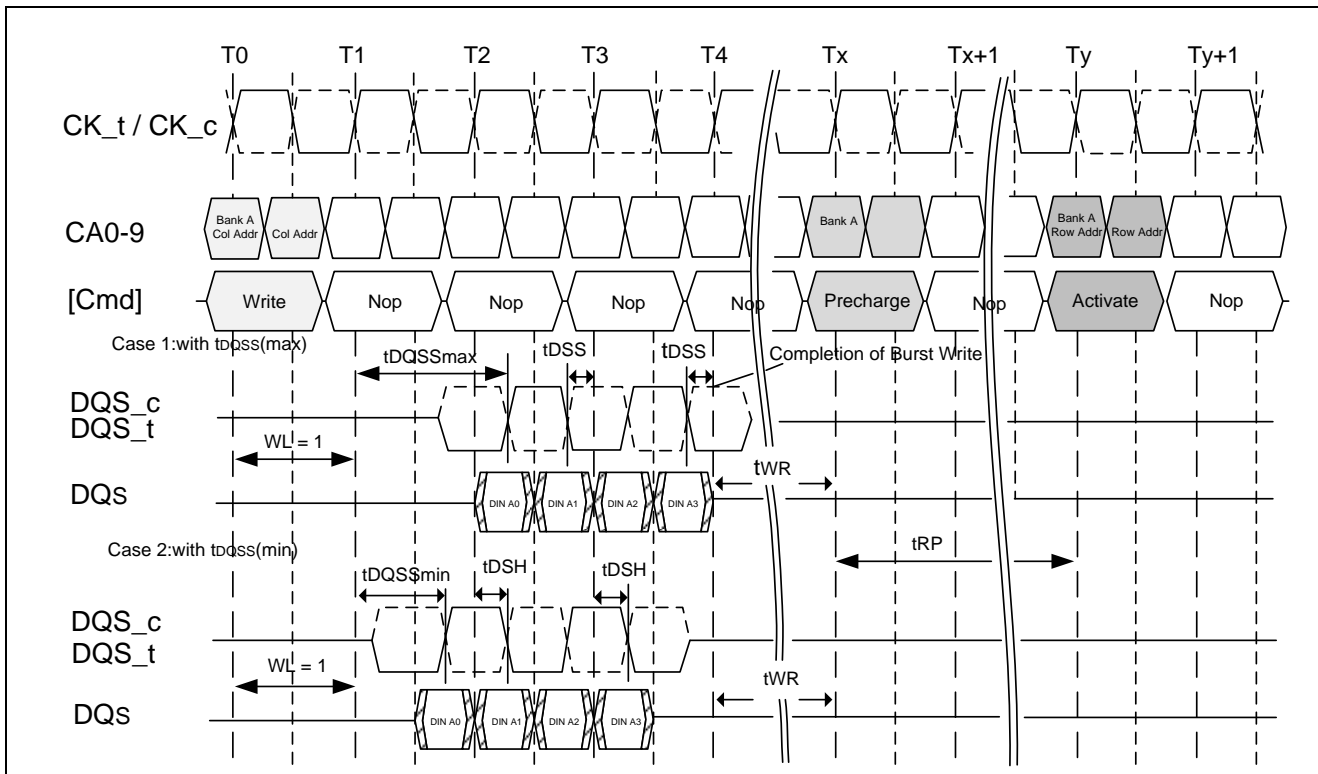 T0 T1 T2 T3 T4 Tx Tx+1 Ty Ty+1
CK_t / CK_c
CA0-9
Bank A
Col Addr
Col Addr
Bank A
Bank A
Row Addr
Row Addr
[Cmd] Write Nop Nop Nop Nop Precharge Nop Activate Nop
Case 1:with tDQSS(max)
tDQSSmax tDSS tDSS Completion of Burst Write
DQS_c
DQS_t
WL = 1
tWR
DQs DIN A0 DIN A1 DIN A2 DIN A3
Case 2:with tDQSS(min)
tRP
tDQSSmin tDSH tDSH
DQS_c
DQS_t
WL = 1
tWR
DQs DIN A0 DIN A1 DIN A2 DIN A3